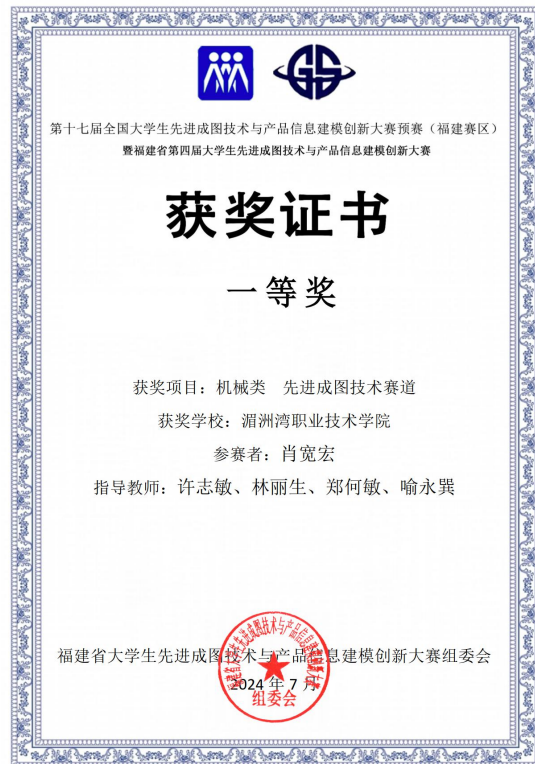 第十七届全国大学生先进成图技术与产品信息建模创新大赛预赛（福建赛区）
暨福建省第四届大学生先进成图技术与产品信息建模创新大赛
获奖证书
一等奖
获奖项目：机械类　先进成图技术赛道
获奖学校：湄洲湾职业技术学院
参赛者：肖宽宏
指导教师：许志敏、林丽生、郑何敏、喻永巽
福建省大学生先进成图技术与产品信息建模创新大赛组委会
2024 年 7 月
组委会